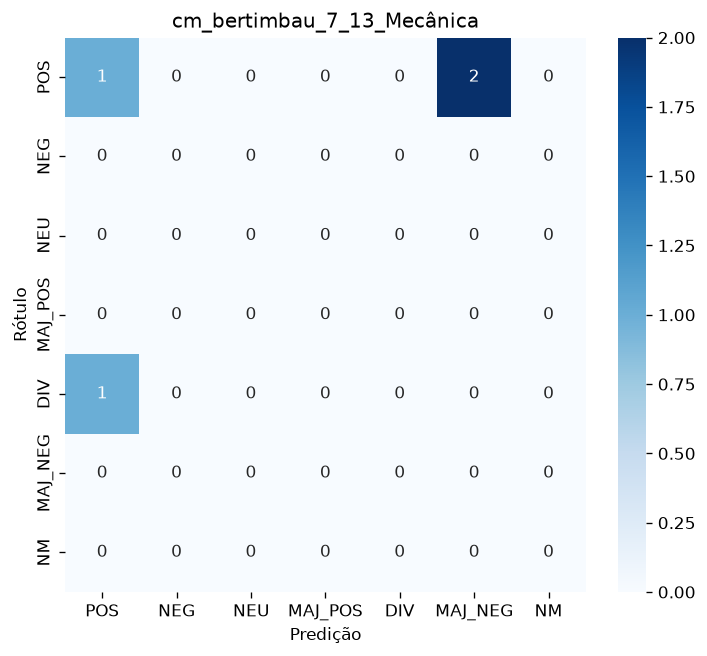 cm_bertimbau_7_13_Mecânica
POS 1 0 0 0 0 2 0
NEG 0 0 0 0 0 0 0
NEU 0 0 0 0 0 0 0
MAJ_POS 0 0 0 0 0 0 0
DIV 1 0 0 0 0 0 0
MAJ_NEG 0 0 0 0 0 0 0
NM 0 0 0 0 0 0 0
Rótulo
POS NEG NEU MAJ_POS DIV MAJ_NEG NM
Predição
2.00
1.75
1.50
1.25
1.00
0.75
0.50
0.25
0.00